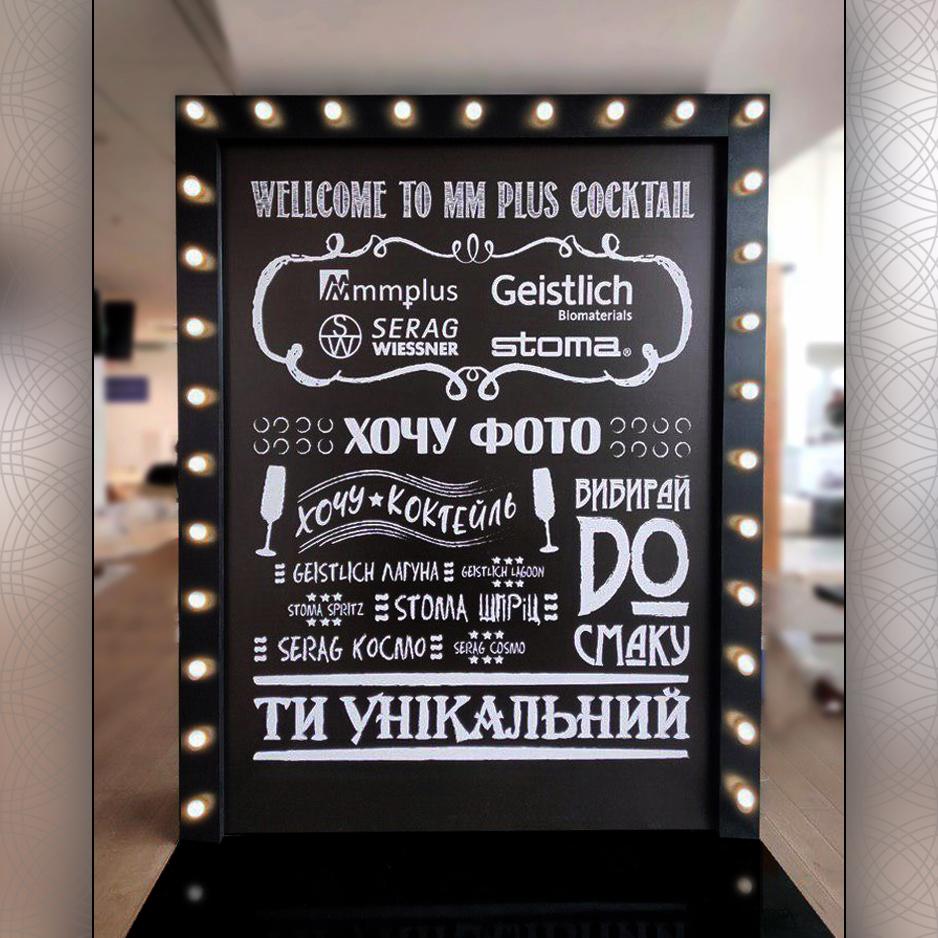 WELLCOME TO MM PLUS COCKTAIL
mmplus Geistlich
Biomaterials
SW SERAG WIESSNER stoma®
ХОЧУ ФОТО
ХОЧУ КОКТЕЙЛЬ
GEISTLICH ЛАГУНА GEISTLICH LAGOON
STOMA SPRITZ STOMA ШПРІЦ
SERAG КОСМО SERAG COSMO
ВИБИРАЙ
DO
СМАКУ
ТИ УНІКАЛЬНИЙ